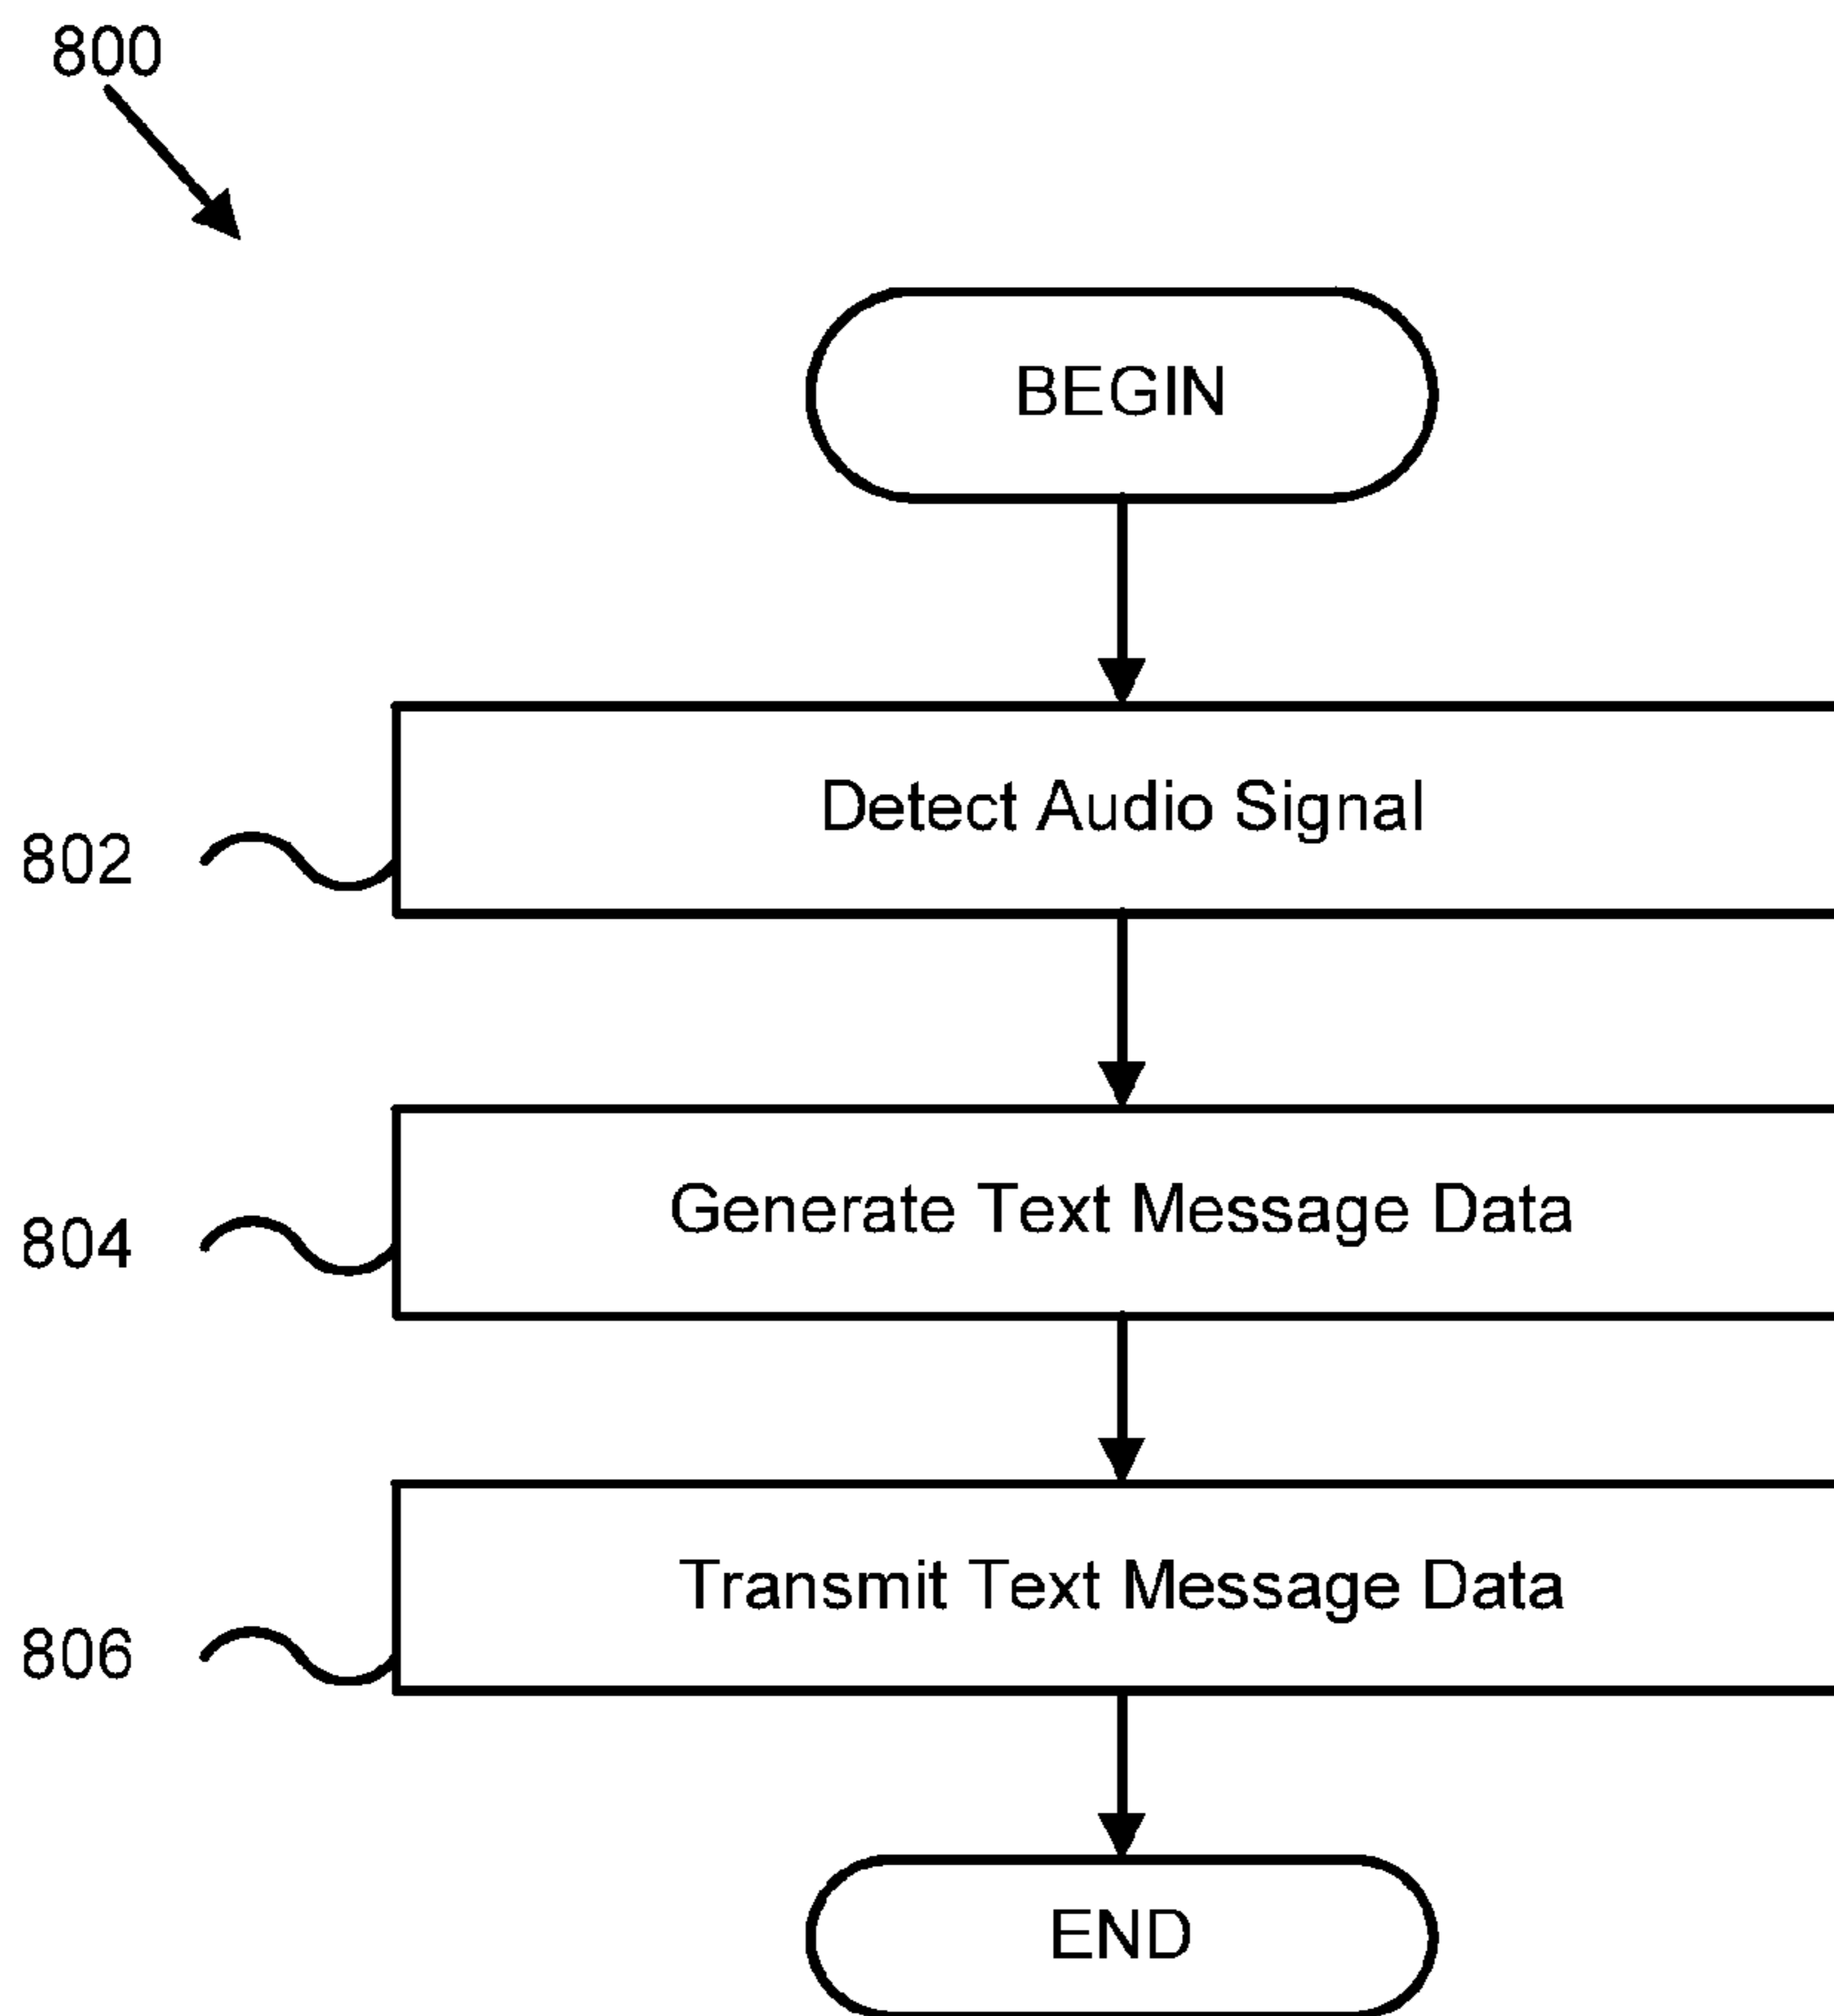 800
BEGIN
Detect Audio Signal
802
Generate Text Message Data
804
Transmit Text Message Data
806
END